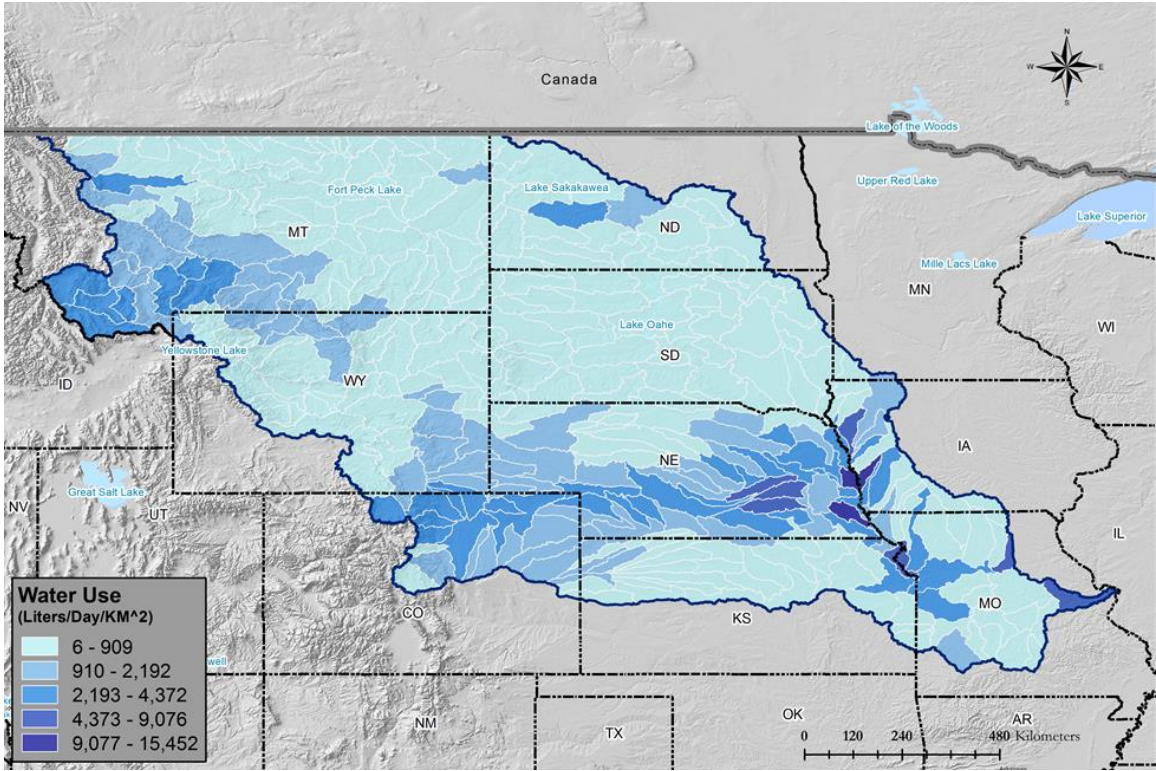 Canada
N
W
E
S
Lake of the Woods
Upper Red Lake
Fort Peck Lake
Lake Sakakawea
Lake Superior
ND
MT
Mille Lacs Lake
MN
WI
Lake Oahe
Yellowstone Lake
SD
WY
ID
IA
NE
Great Salt Lake
NV
UT
IL
MO
CO
KS
well
NM
TX
OK
AR
Water Use
(Liters/Day/KM^2)
6 - 909
910 - 2,192
2,193 - 4,372
4,373 - 9,076
9,077 - 15,452
0 120 240 480 Kilometers